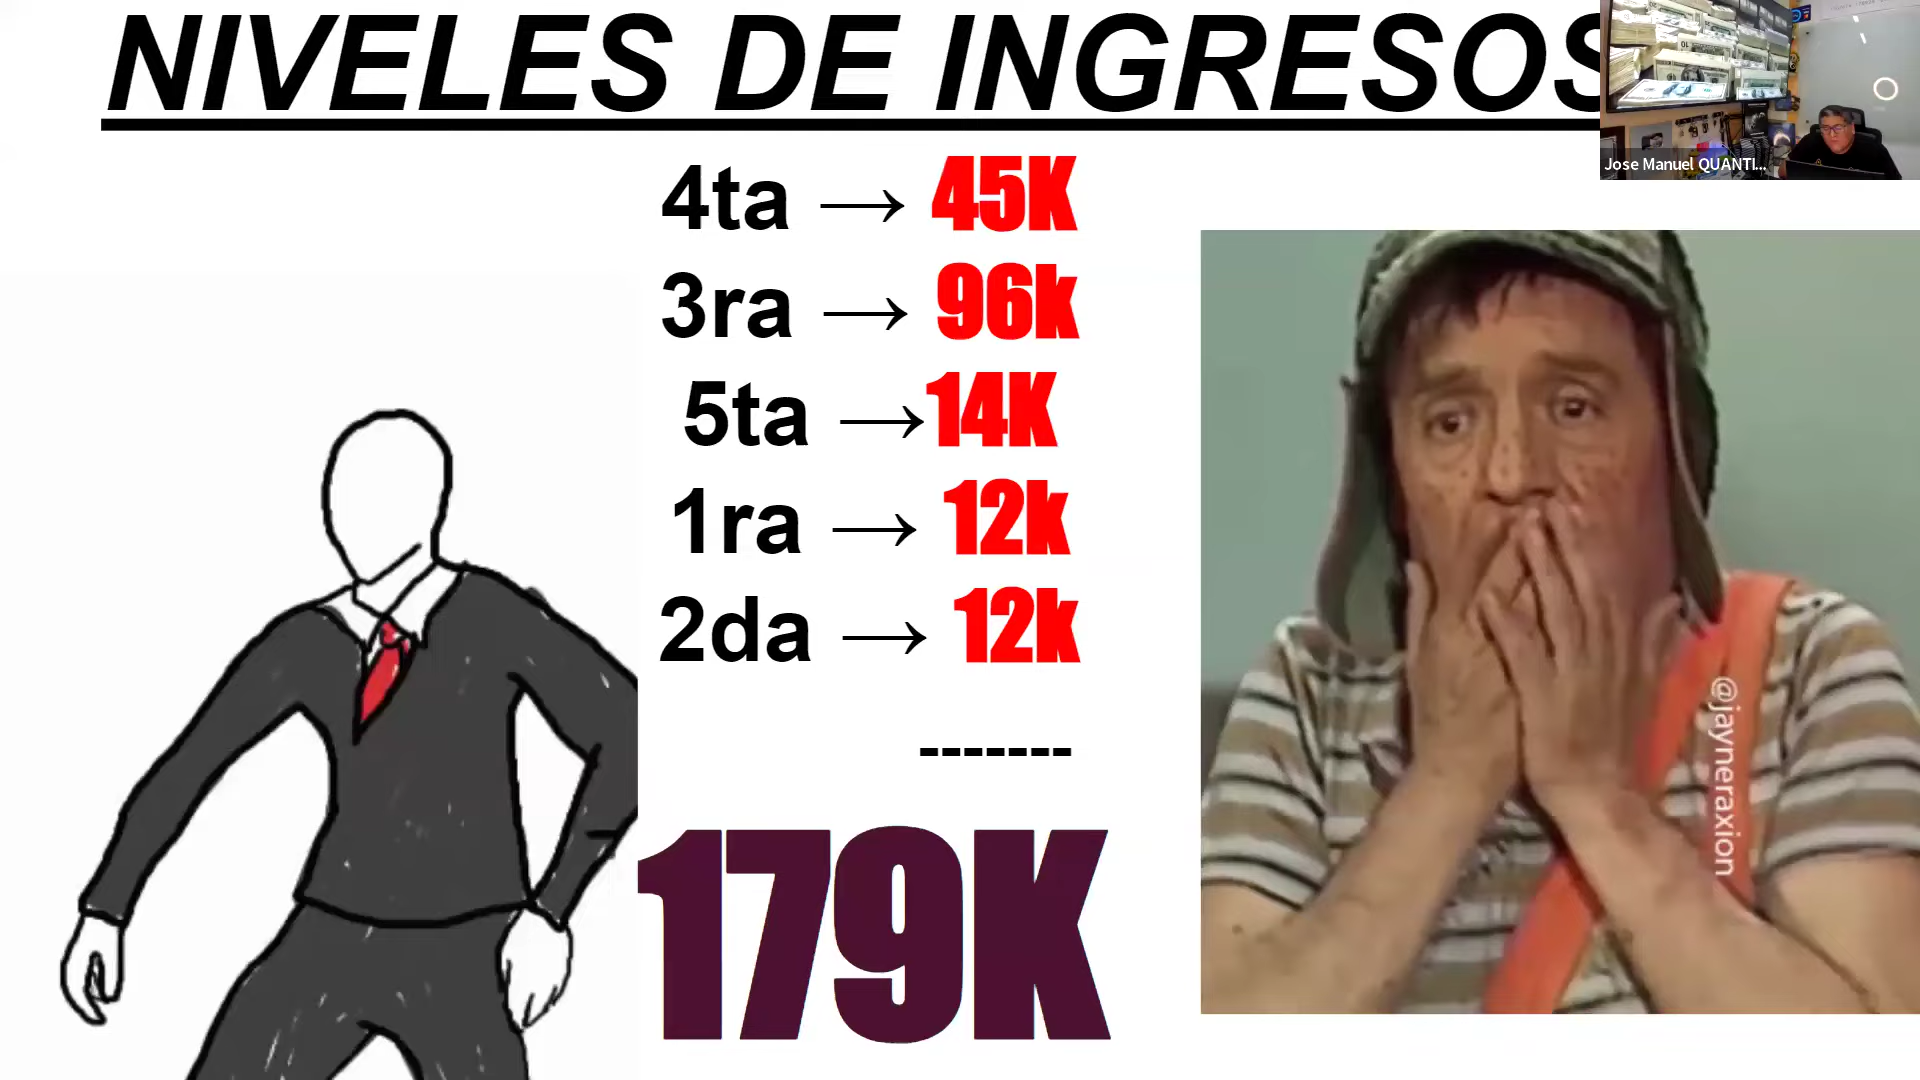 NIVELES DE INGRESOS
Jose Manuel QUANTI...
4ta → 45K
3ra → 96k
5ta →14K
1ra → 12k
2da → 12k
-------
179K
@jayneraxion